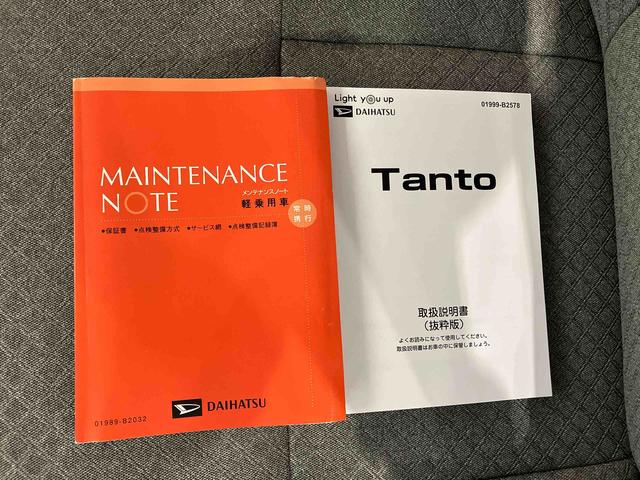 MAINTENANCE
NOTE
メンテナンスノート
軽乗用車
常時
携行
●保証書 ●点検整備方式 ●サービス網 ●点検整備記録簿
DAIHATSU
01989-B2032
Light you up
DAIHATSU
01999-B2578
Tanto
取扱説明書
（抜粋版）
よくお読みになって使用してください。
取扱説明書はお車の中に保管しましょう。